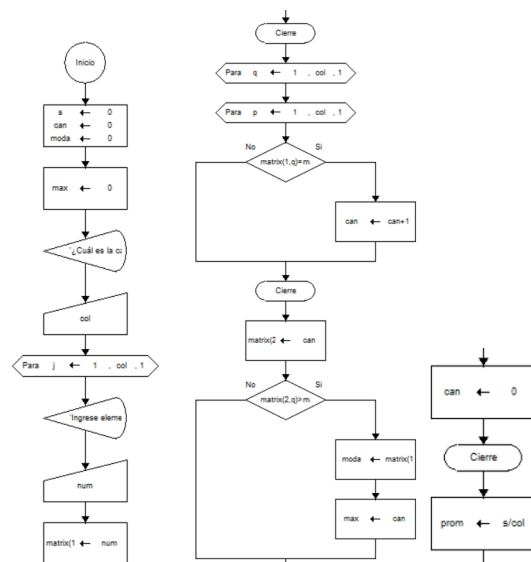 Inicio
s ← 0
can ← 0
moda ← 0
max ← 0
'¿Cuál es la ca
col
Para j ← 1 , col , 1
'Ingrese eleme
num
matrix(1 ← num
Cierre
Para q ← 1 , col , 1
Para p ← 1 , col , 1
No Si
matrix(1,q)=m
can ← can+1
Cierre
matrix(2 ← can
No Si
matrix(2,q)>m
moda ← matrix(1
max ← can
can ← 0
Cierre
prom ← s/col